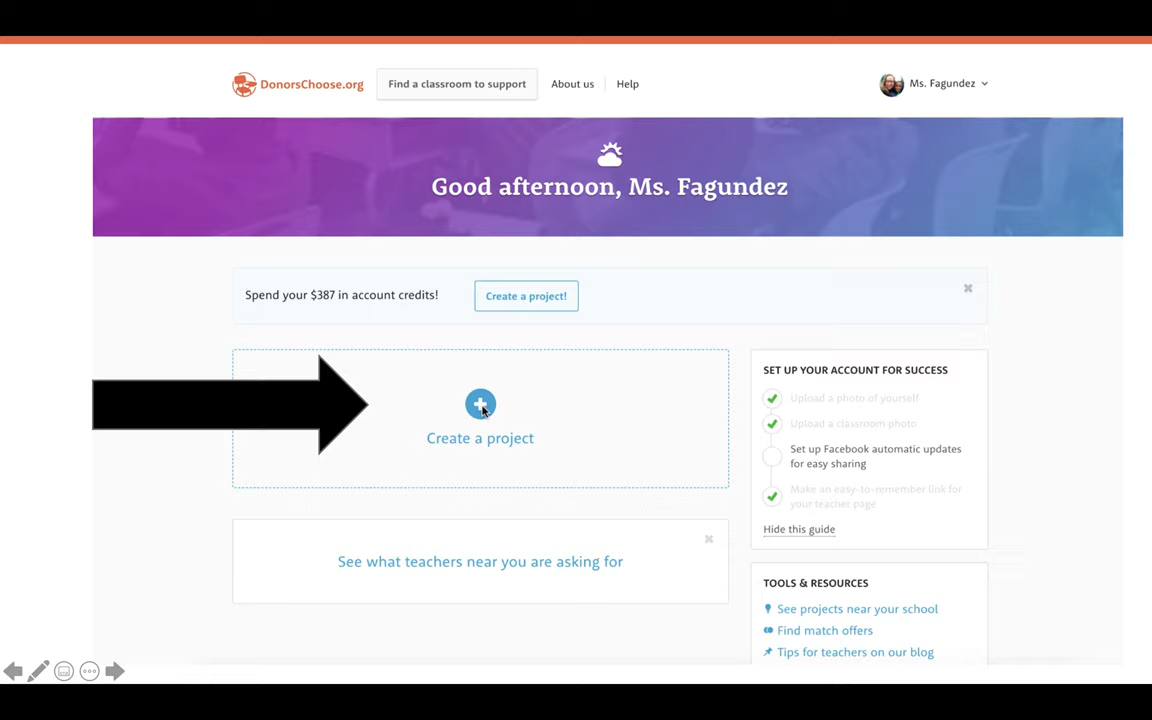 DonorsChoose.org
Find a classroom to support
About us
Help
Ms. Fagundez
Good afternoon, Ms. Fagundez
Spend your $387 in account credits!
Create a project!
Create a project
See what teachers near you are asking for
SET UP YOUR ACCOUNT FOR SUCCESS
Upload a photo of yourself
Upload a classroom photo
Set up Facebook automatic updates
for easy sharing
Make an easy-to-remember link for
your teacher page
Hide this guide
TOOLS & RESOURCES
See projects near your school
Find match offers
Tips for teachers on our blog